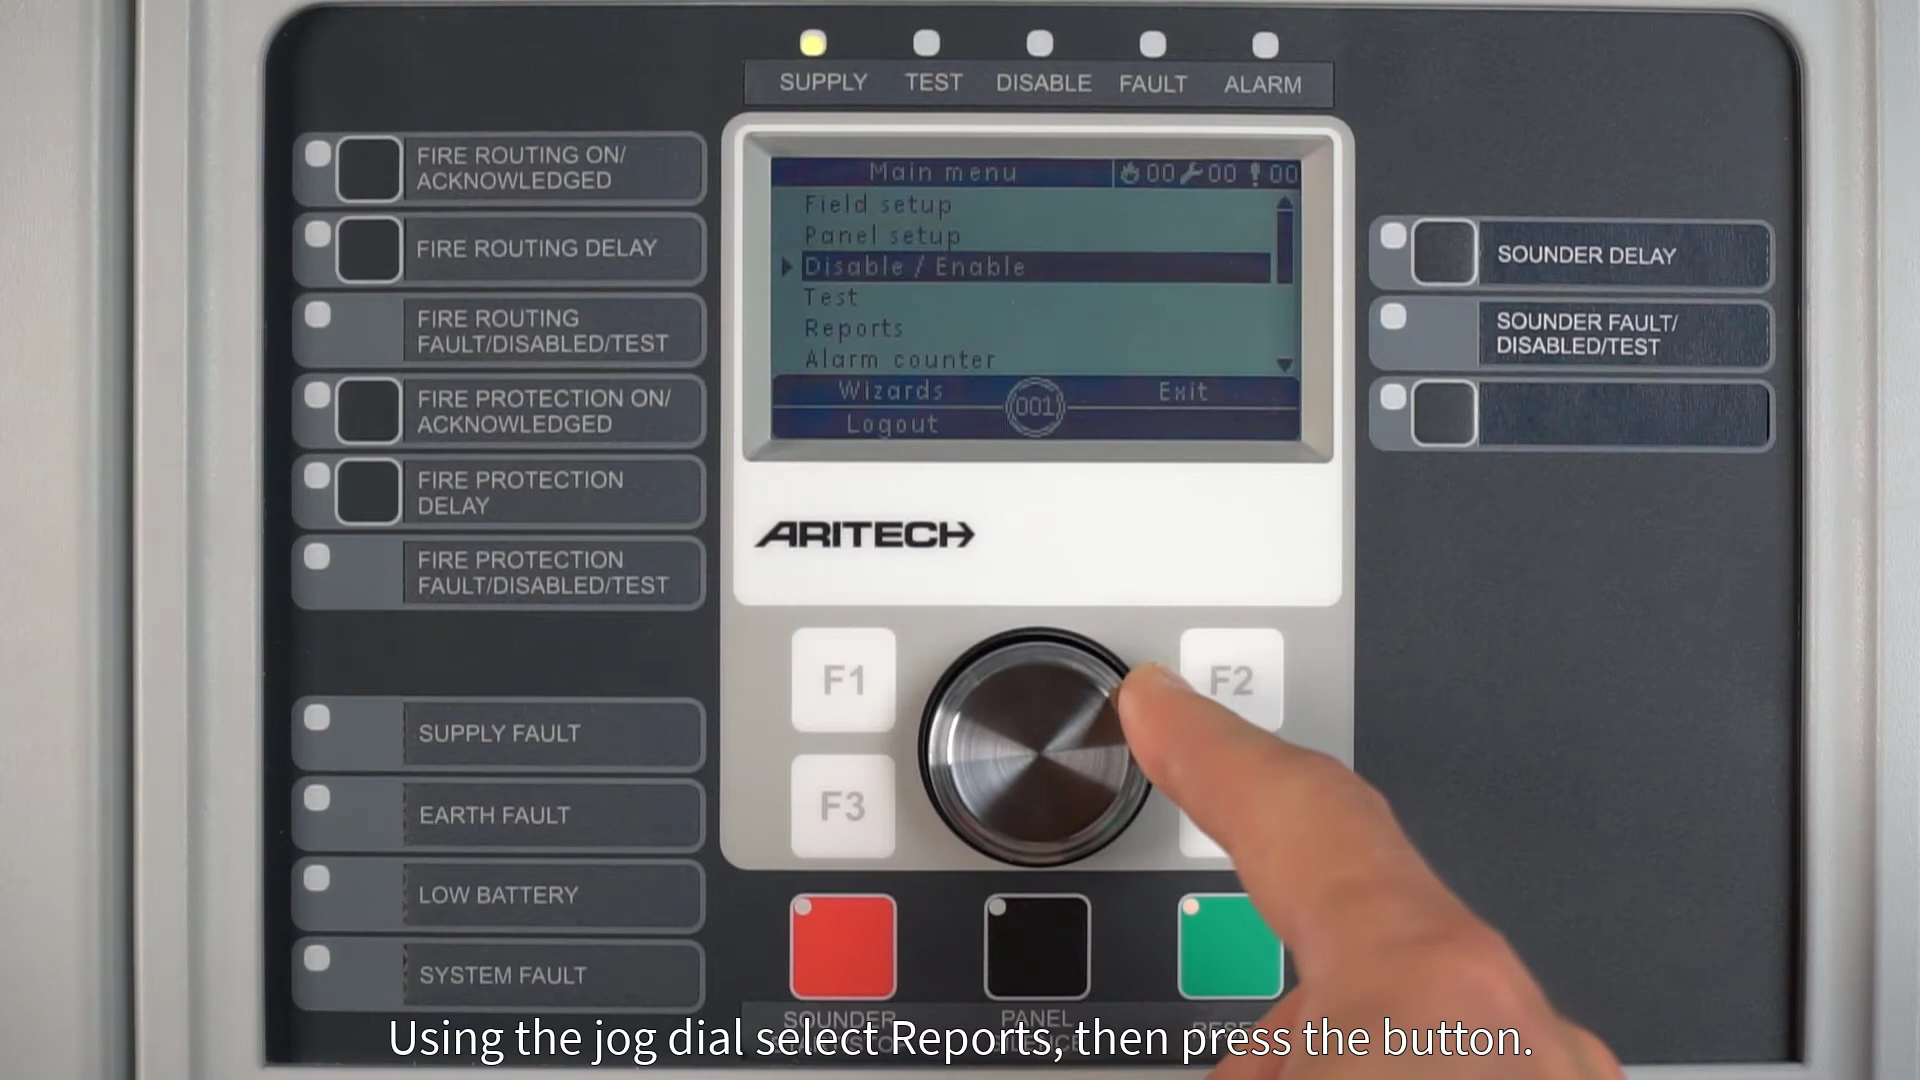 SUPPLY TEST DISABLE FAULT ALARM
FIRE ROUTING ON/
ACKNOWLEDGED
FIRE ROUTING DELAY
FIRE ROUTING
FAULT/DISABLED/TEST
FIRE PROTECTION ON/
ACKNOWLEDGED
FIRE PROTECTION
DELAY
FIRE PROTECTION
FAULT/DISABLED/TEST
SUPPLY FAULT
EARTH FAULT
LOW BATTERY
SYSTEM FAULT
Main menu 00 00 00
Field setup
Panel setup
Disable / Enable
Test
Reports
Alarm counter
Wizards Exit
001
Logout
ARITECH
F1 F2
F3
SOUNDER DELAY
SOUNDER FAULT/
DISABLED/TEST
SOUNDER PANEL
Using the jog dial select Reports, then press the button.